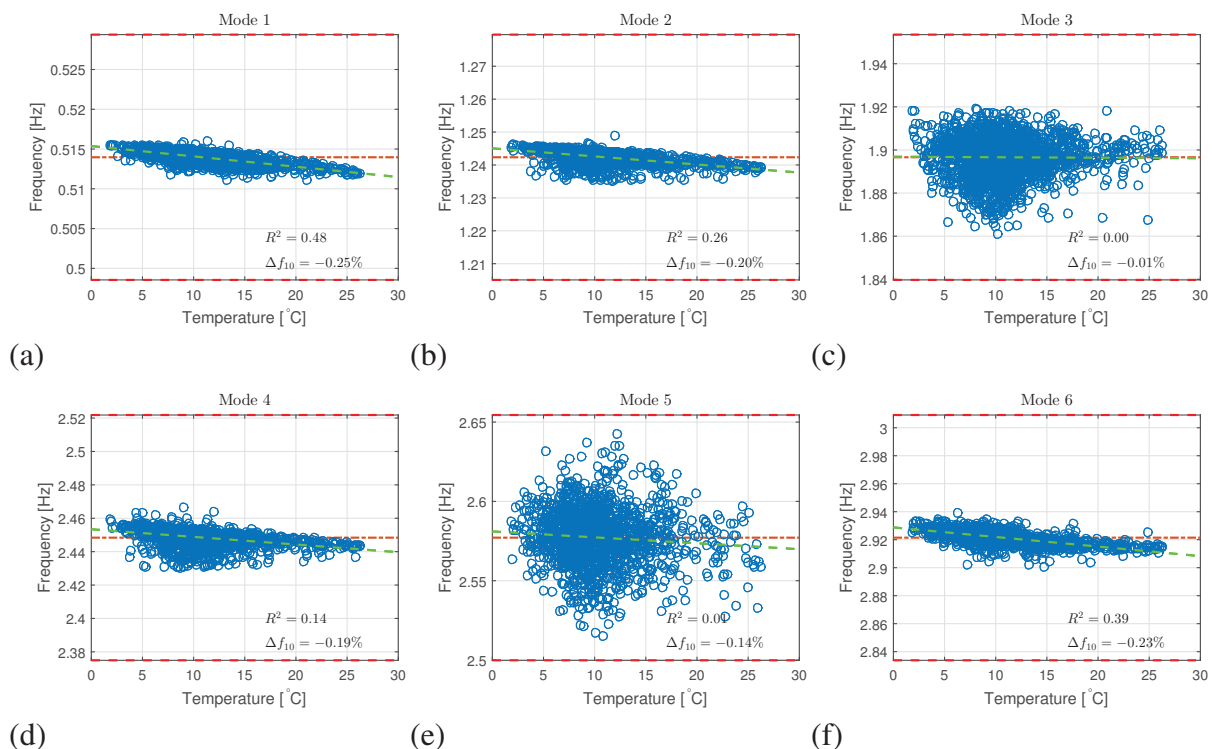 Mode 1
Frequency [Hz]
0.525
0.52
0.515
0.51
0.505
0.5
R² = 0.48
Δf₁₀ = −0.25%
0 5 10 15 20 25 30
Temperature [°C]
(a)
Mode 2
Frequency [Hz]
1.27
1.26
1.25
1.24
1.23
1.22
1.21
R² = 0.26
Δf₁₀ = −0.20%
0 5 10 15 20 25 30
Temperature [°C]
(b)
Mode 3
Frequency [Hz]
1.94
1.92
1.9
1.88
1.86
1.84
R² = 0.00
Δf₁₀ = −0.01%
0 5 10 15 20 25 30
Temperature [°C]
(c)
Mode 4
Frequency [Hz]
2.52
2.5
2.48
2.46
2.44
2.42
2.4
2.38
R² = 0.14
Δf₁₀ = −0.19%
0 5 10 15 20 25 30
Temperature [°C]
(d)
Mode 5
Frequency [Hz]
2.65
2.6
2.55
2.5
R² = 0.01
Δf₁₀ = −0.14%
0 5 10 15 20 25 30
Temperature [°C]
(e)
Mode 6
Frequency [Hz]
3
2.98
2.96
2.94
2.92
2.9
2.88
2.86
2.84
R² = 0.39
Δf₁₀ = −0.23%
0 5 10 15 20 25 30
Temperature [°C]
(f)